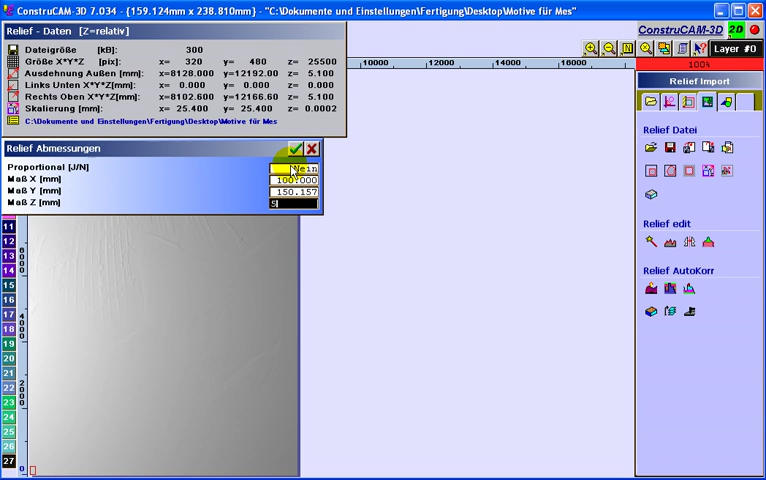 ConstruCAM-3D 7.034 - {159.124mm x 238.810mm} - "C:\Dokumente und Einstellungen\Fertigung\Desktop\Motive für Mes"
Relief - Daten [Z=relativ]
Dateigröße [kB]: 300
Größe X*Y*Z [pix]: x= 320 y= 480 z= 25500
Ausdehnung Außen [mm]: x=8128.000 y=12192.00 z= 5.100
Links Unten X*Y*Z[mm]: x= 0.000 y= 0.000 z= 0.000
Rechts Oben X*Y*Z[mm]: x=8102.600 y=12166.60 z= 5.100
Skalierung [mm]: x= 25.400 y= 25.400 z= 0.0002
C:\Dokumente und Einstellungen\Fertigung\Desktop\Motive für Mes
ConstruCAM-3D 2D
Layer #0
10000 12000 14000 16000
100%
Relief Import
Relief Datei
Relief edit
Relief AutoKorr
Relief Abmessungen
Proportional [J/N] Nein
Maß X [mm] 100.000
Maß Y [mm] 150.157
Maß Z [mm] 5
11
12
13
14
15
16
17
18
19
20
21
22
23
24
25
26
27
6000
4000
2000
0